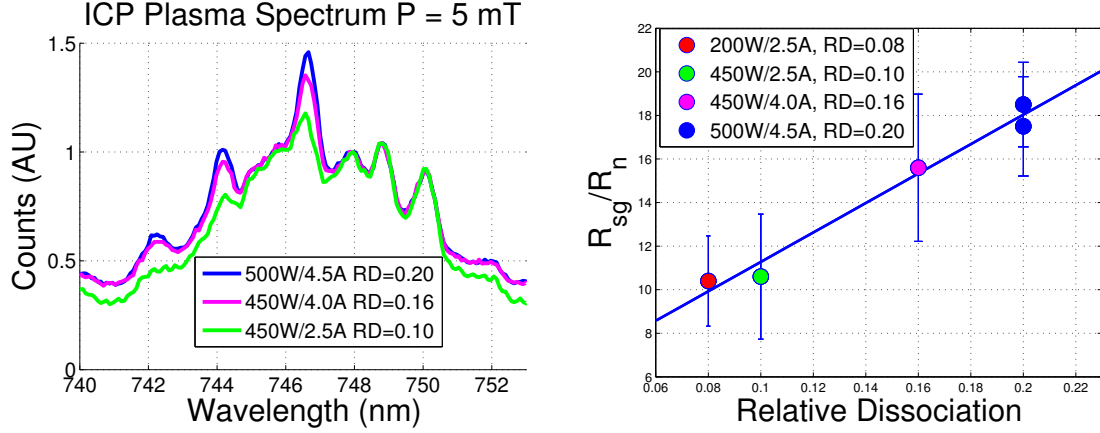 ICP Plasma Spectrum P = 5 mT
1.5
1
0.5
0
Counts (AU)
500W/4.5A RD=0.20
450W/4.0A RD=0.16
450W/2.5A RD=0.10
740 742 744 746 748 750 752
Wavelength (nm)
20
18
16
14
12
10
8
6
R_sg/R_n
200W/2.5A, RD=0.08
450W/2.5A, RD=0.10
450W/4.0A, RD=0.16
500W/4.5A, RD=0.20
0.06 0.08 0.1 0.12 0.14 0.16 0.18 0.2 0.22
Relative Dissociation